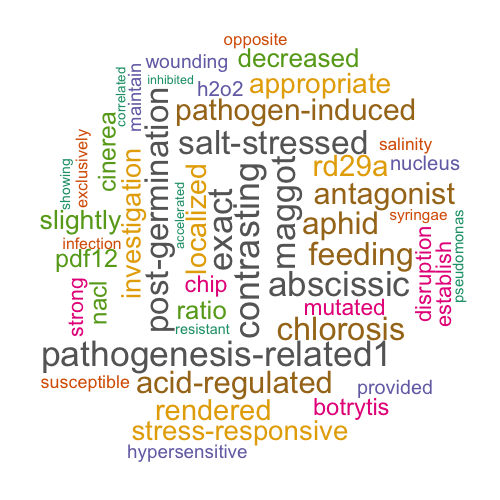 opposite
wounding
decreased
correlated
maintain
inhibited
h2o2
appropriate
cinerea
post-germination
pathogen-induced
salt-stressed
salinity
exclusively
showing
investigation
accelerated
localized
exact
contrasting
maggot
rd29a
nucleus
antagonist
syringae
pseudomonas
slightly
aphid
infection
pdf12
feeding
disruption
establish
strong
nacl
chip
abscissic
ratio
mutated
resistant
chlorosis
pathogenesis-related1
susceptible
acid-regulated
provided
rendered
botrytis
stress-responsive
hypersensitive